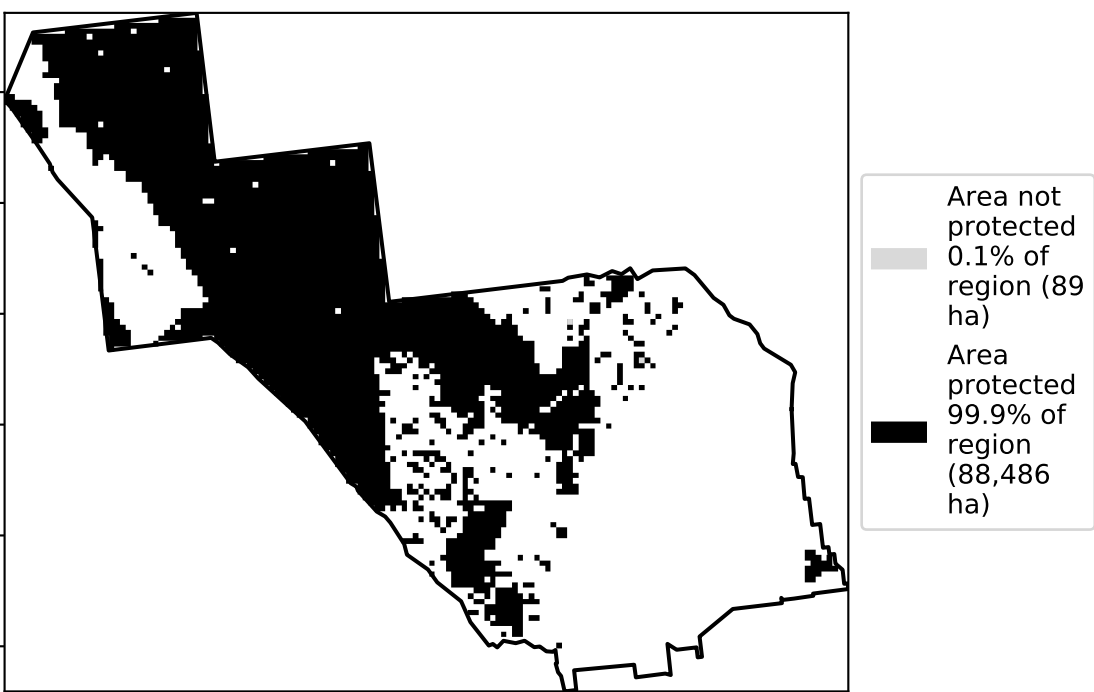 Area not
protected
0.1% of
region (89
ha)
Area
protected
99.9% of
region
(88,486
ha)